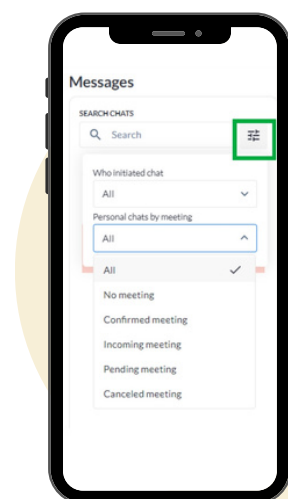 Messages
SEARCH CHATS
Search
Who initiated chat
All
Personal chats by meeting
All
All
No meeting
Confirmed meeting
Incoming meeting
Pending meeting
Canceled meeting